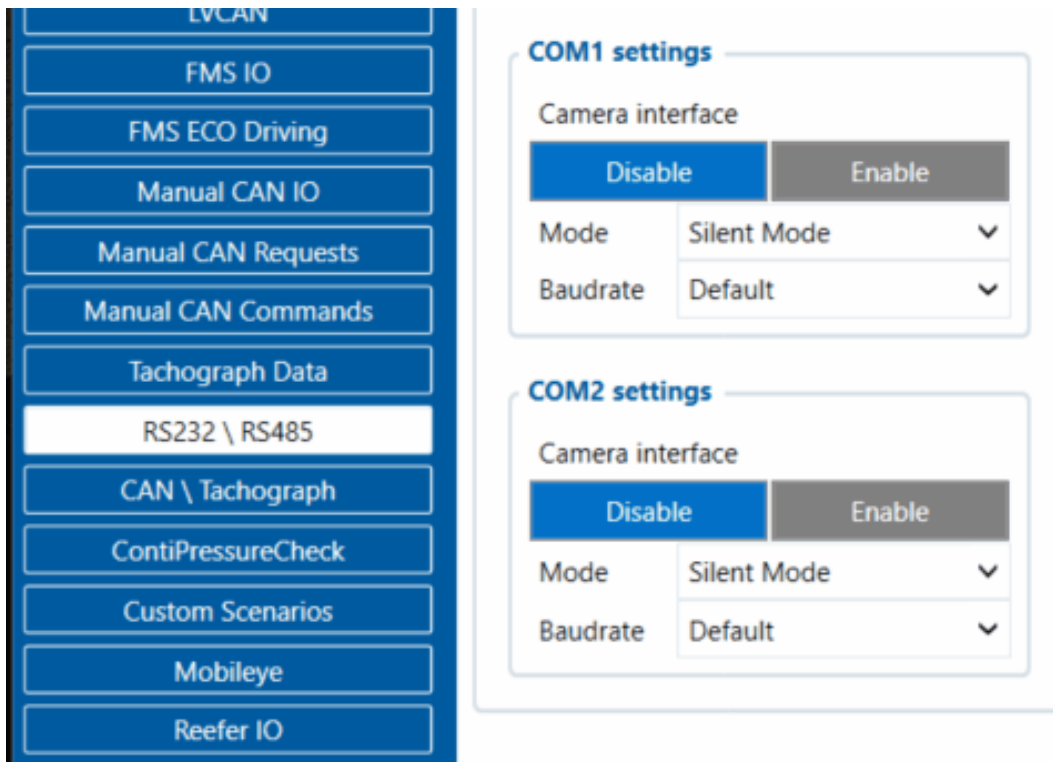 LVCAN
FMS IO
FMS ECO Driving
Manual CAN IO
Manual CAN Requests
Manual CAN Commands
Tachograph Data
RS232 \ RS485
CAN \ Tachograph
ContiPressureCheck
Custom Scenarios
Mobileye
Reefer IO
COM1 settings
Camera interface
Disable Enable
Mode Silent Mode
Baudrate Default
COM2 settings
Camera interface
Disable Enable
Mode Silent Mode
Baudrate Default